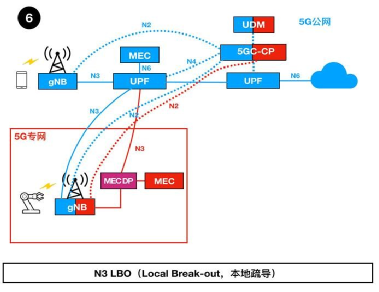 6
UDM
5G公网
N2
MEC
5GC-CP
N6
N4
gNB
N3
UPF
UPF
N6
N3
N2
N2
5G专网
N3
MEC DP
MEC
gNB
N3 LBO（Local Break-out，本地疏导）